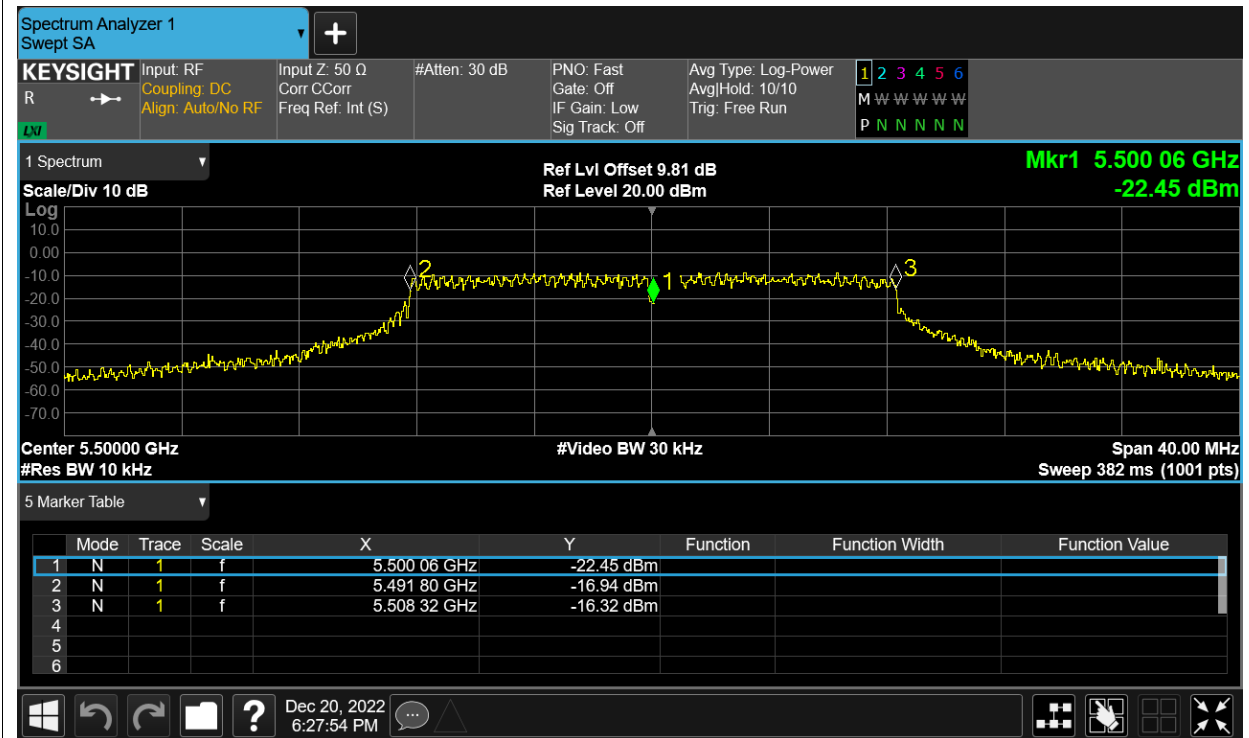 Spectrum Analyzer 1
Swept SA
+
KEYSIGHT Input: RF Input Z: 50 Ω #Atten: 30 dB PNO: Fast Avg Type: Log-Power 1 2 3 4 5 6
R Coupling: DC Corr CCorr Gate: Off Avg|Hold: 10/10 M W W W W W
Align: Auto/No RF Freq Ref: Int (S) IF Gain: Low Trig: Free Run
LXI Sig Track: Off P N N N N N
1 Spectrum Ref Lvl Offset 9.81 dB Mkr1 5.500 06 GHz
Scale/Div 10 dB Ref Level 20.00 dBm -22.45 dBm
Log
10.0
0.00
-10.0 2 1 3
-20.0
-30.0
-40.0
-50.0
-60.0
-70.0
Center 5.50000 GHz #Video BW 30 kHz Span 40.00 MHz
#Res BW 10 kHz Sweep 382 ms (1001 pts)
5 Marker Table
Mode Trace Scale X Y Function Function Width Function Value
1 N 1 f 5.500 06 GHz -22.45 dBm
2 N 1 f 5.491 80 GHz -16.94 dBm
3 N 1 f 5.508 32 GHz -16.32 dBm
4
5
6
? Dec 20, 2022
6:27:54 PM